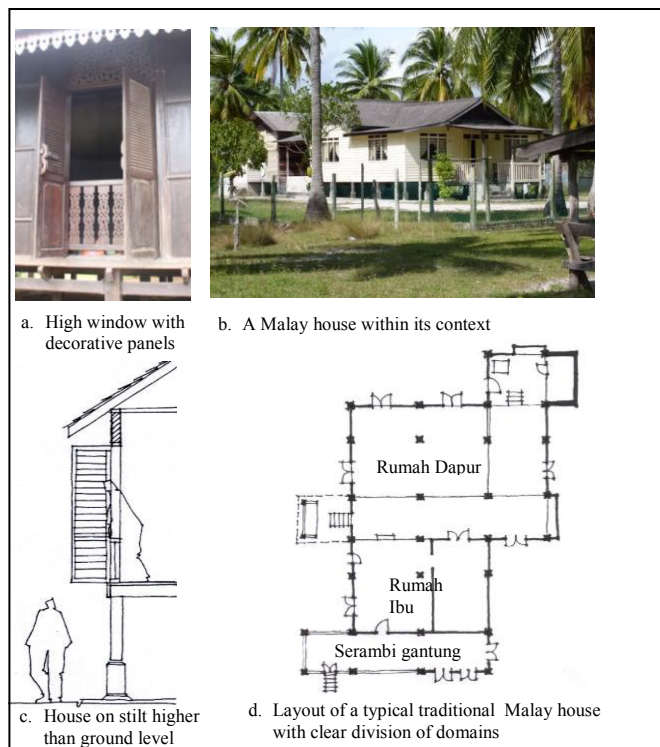 a. High window with
decorative panels
b. A Malay house within its context
Rumah Dapur
Rumah
Ibu
Serambi gantung
c. House on stilt higher
than ground level
d. Layout of a typical traditional Malay house
with clear division of domains